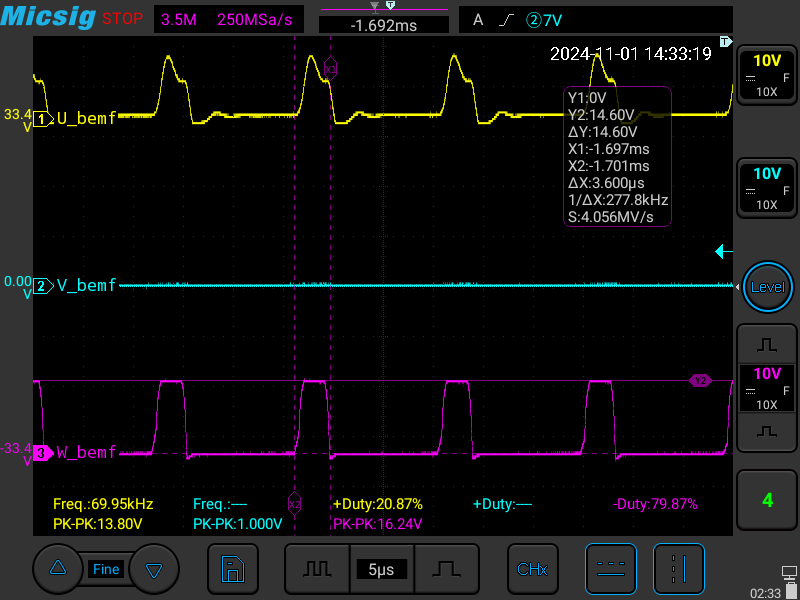 Micsig STOP 3.5M 250MSa/s -1.692ms A ②7V
T
T
2024-11-01 14:33:19
10V
F
10X
X1
Y1:0V
Y2:14.60V
ΔY:14.60V
X1:-1.697ms
X2:-1.701ms
ΔX:3.600μs
1/ΔX:277.8kHz
S:4.056MV/s
33.4
V
1 U_bemf
10V
F
10X
0.00
V
2 V_bemf
Level
10V
F
10X
Y2
-33.4
V
3 W_bemf
X2
Freq.:69.95kHz Freq.:---- +Duty:20.87% +Duty:---- -Duty:79.87%
PK-PK:13.80V PK-PK:1.000V PK-PK:16.24V
4
Fine 5μs CHx
02:33